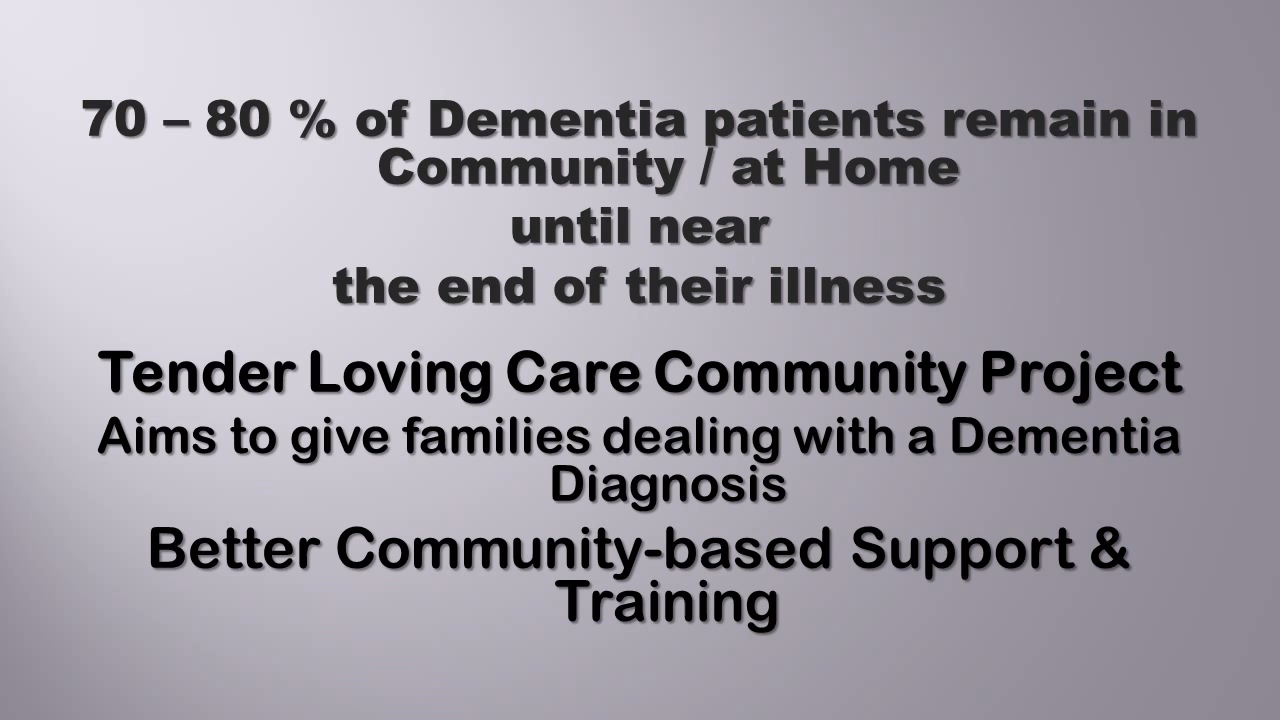 70 – 80 % of Dementia patients remain in
Community / at Home
until near
the end of their illness
Tender Loving Care Community Project
Aims to give families dealing with a Dementia
Diagnosis
Better Community-based Support &
Training